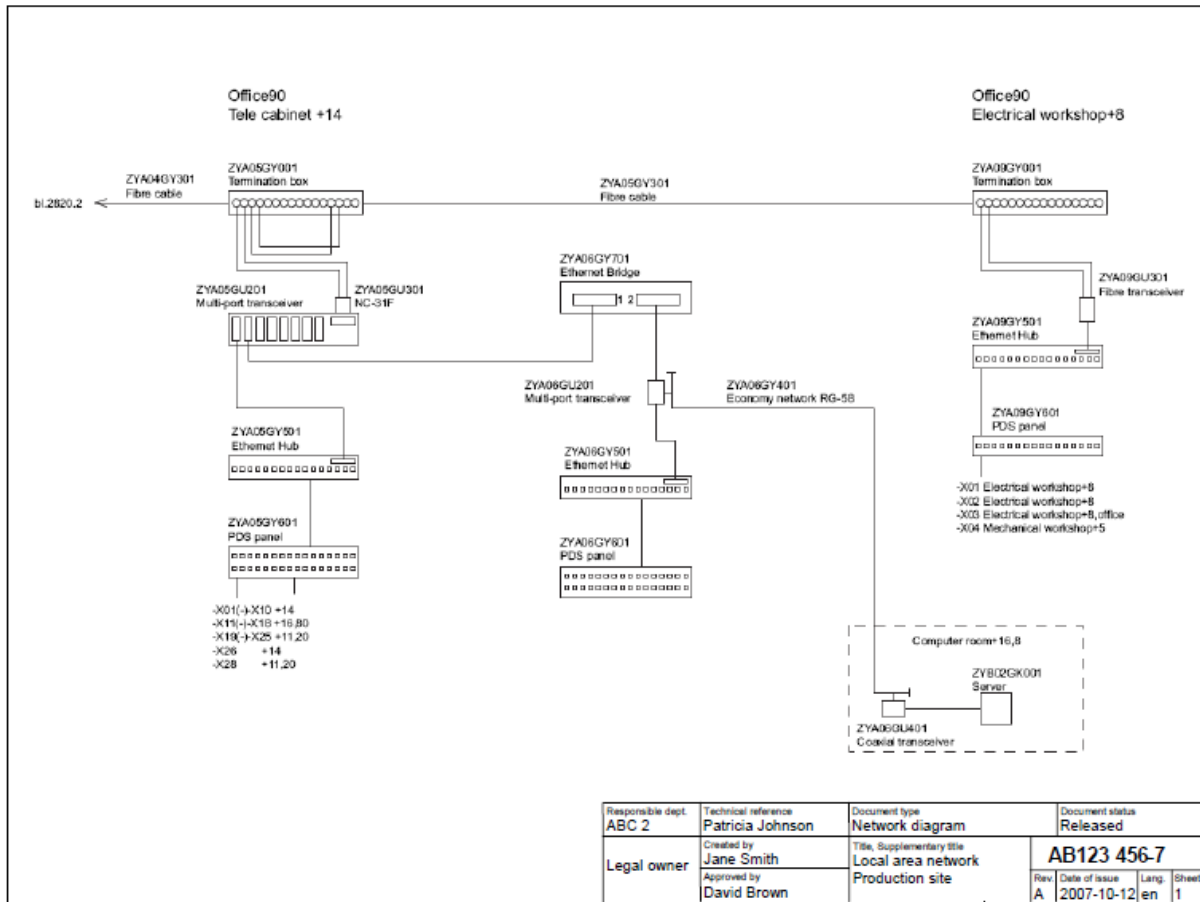 Office90
Tele cabinet +14
Office90
Electrical workshop+8
ZYA04GY301
Fibre cable
ZYA05GY001
Termination box
ZYA05GY301
Fibre cable
ZYA09GY001
Termination box
bl.2820.2
ZYA06GY701
Ethernet Bridge
1 2
ZYA05GU201
Multi-port transceiver
ZYA05GU301
NC-31F
ZYA09GU301
Fibre transceiver
ZYA09GY501
Ethernet Hub
ZYA06GU201
Multi-port transceiver
ZYA06GY401
Economy network RG-58
ZYA09GY601
PDS panel
ZYA05GY501
Ethernet Hub
ZYA06GY501
Ethernet Hub
-X01 Electrical workshop+8
-X02 Electrical workshop+8
-X03 Electrical workshop+8,office
-X04 Mechanical workshop+5
ZYA05GY601
PDS panel
ZYA06GY601
PDS panel
-X01(-)-X10 +14
-X11(-)-X18 +16,80
-X19(-)-X25 +11,20
-X26 +14
-X28 +11,20
Computer room+16,8
ZYB02GK001
Server
ZYA06GU401
Coaxial transceiver
Responsible dept.
ABC 2
Technical reference
Patricia Johnson
Document type
Network diagram
Document status
Released
Legal owner
Created by
Jane Smith
Approved by
David Brown
Title, Supplementary title
Local area network
Production site
AB123 456-7
Rev.
A
Date of issue
2007-10-12
Lang.
en
Sheet
1